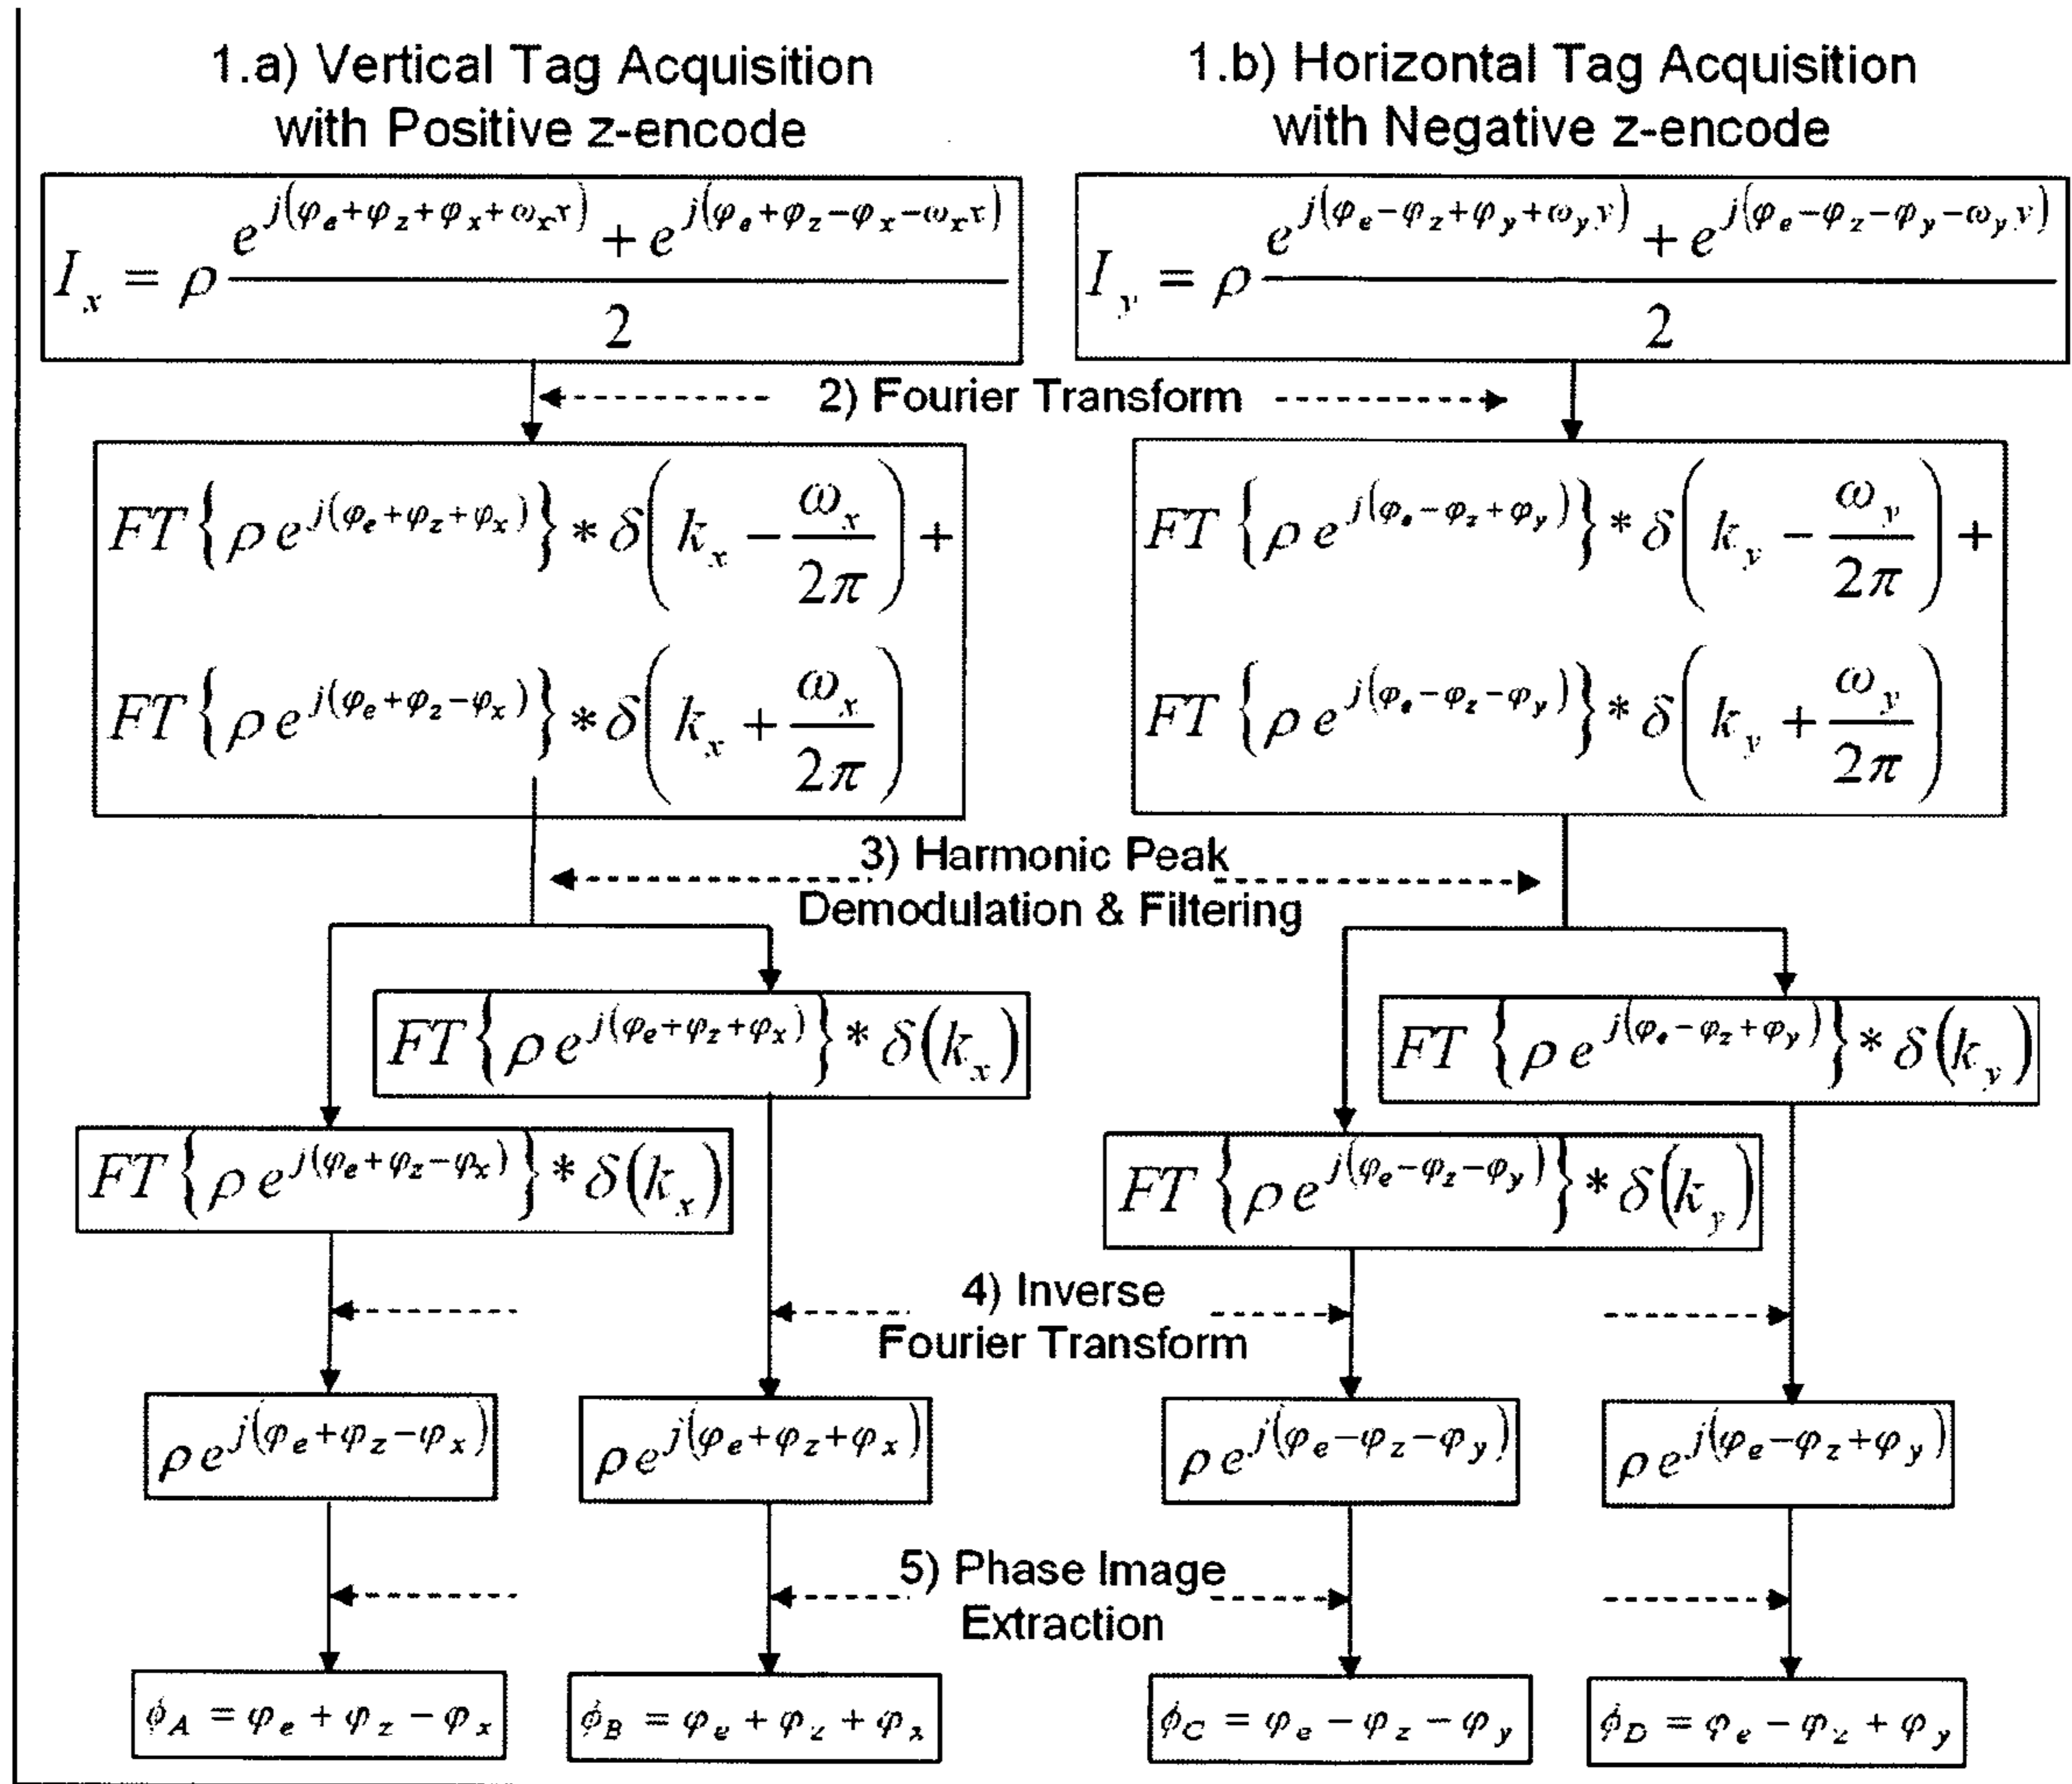 1.a) Vertical Tag Acquisition
with Positive z-encode
1.b) Horizontal Tag Acquisition
with Negative z-encode
I_x = ρ (e^{j(φ_e+φ_z+φ_x+ω_x x)} + e^{j(φ_e+φ_z−φ_x−ω_x x)}) / 2
I_y = ρ (e^{j(φ_e−φ_z+φ_y+ω_y y)} + e^{j(φ_e−φ_z−φ_y−ω_y y)}) / 2
2) Fourier Transform
FT{ρ e^{j(φ_e+φ_z+φ_x)}} * δ(k_x − ω_x/2π) +
FT{ρ e^{j(φ_e+φ_z−φ_x)}} * δ(k_x + ω_x/2π)
FT{ρ e^{j(φ_e−φ_z+φ_y)}} * δ(k_y − ω_y/2π) +
FT{ρ e^{j(φ_e−φ_z−φ_y)}} * δ(k_y + ω_y/2π)
3) Harmonic Peak
Demodulation & Filtering
FT{ρ e^{j(φ_e+φ_z+φ_x)}} * δ(k_x)
FT{ρ e^{j(φ_e−φ_z+φ_y)}} * δ(k_y)
FT{ρ e^{j(φ_e+φ_z−φ_x)}} * δ(k_x)
FT{ρ e^{j(φ_e−φ_z−φ_y)}} * δ(k_y)
4) Inverse
Fourier Transform
ρ e^{j(φ_e+φ_z−φ_x)}
ρ e^{j(φ_e+φ_z+φ_x)}
ρ e^{j(φ_e−φ_z−φ_y)}
ρ e^{j(φ_e−φ_z+φ_y)}
5) Phase Image
Extraction
ϕ_A = φ_e + φ_z − φ_x
ϕ_B = φ_e + φ_z + φ_x
ϕ_C = φ_e − φ_z − φ_y
ϕ_D = φ_e − φ_z + φ_y